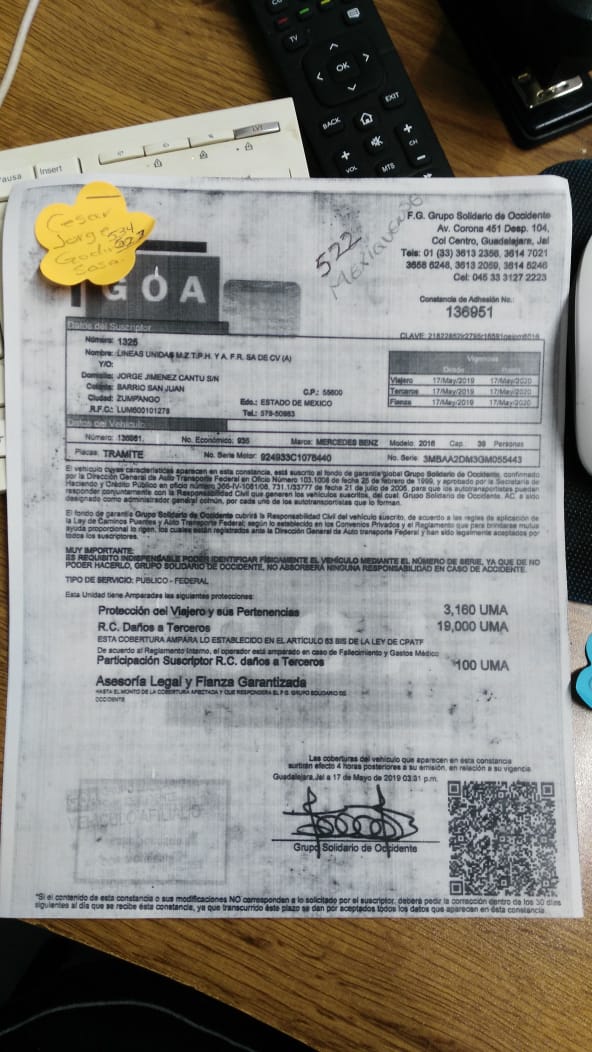 TV
OK
BACK
EXIT
VOL
MTS
CH
ausa
Insert
Cesar
Jorge 534
Godi 522
Sosa.
522
Mexiquense
GOA
F.G. Grupo Solidario de Occidente
Av. Corona 451 Desp. 104,
Col Centro, Guadalajara, Jal
Tels: 01 (33) 3613 2356, 3614 7021
3658 6248, 3613 2059, 3614 5246
Cel: 045 33 3127 2223
Constancia de Adhesión No.:
136951
CLAVE:
Datos del Suscriptor
Número: 1325
Nombre: LINEAS UNIDAS M.Z.T.P.H. Y A. F.R. SA DE CV (A)
Y/O:
Domicilio: JORGE JIMENEZ CANTU S/N
Colonia: BARRIO SAN JUAN C.P.: 55600
Ciudad: ZUMPANGO Edo.: ESTADO DE MEXICO
R.F.C.: LUM600101279 Tel.: 579-50983
Vigencias
Desde Hasta
Viajero 17/May/2019 17/May/2020
Terceros 17/May/2019 17/May/2020
Fianza 17/May/2019 17/May/2020
Datos del Vehículo
Número: 136951. No. Económico: 935 Marca: MERCEDES BENZ Modelo: 2016 Cap. 39 Personas
Placas: TRAMITE No. Serie Motor: 924933C1078440 No. Serie: 3MBAA2DM3GM055443
El vehículo cuyas características aparecen en esta constancia, está suscrito al fondo de garantía global Grupo Solidario de Occidente, confirmado
por la Dirección General de Auto Transporte Federal en Oficio Número 103.1008 de fecha 25 de febrero de 1999, y aprobado por la Secretaría de
Hacienda y Crédito Público en oficio número 366-IV-1081/06, 731.1/33777 de fecha 21 de julio de 2006, para que los autotransportistas puedan
responder conjuntamente con la Responsabilidad Civil que generen los vehículos suscritos, del cual, Grupo Solidario de Occidente, AC, a sido
designado como administrador general común, por cada uno de los autotransportistas que lo forman.
El fondo de garantía Grupo Solidario de Occidente cubrirá la Responsabilidad Civil del vehículo suscrito, de acuerdo a las reglas de aplicación de
la Ley de Caminos Puentes y Auto Transporte Federal; según lo establecido en los Convenios Privados y el Reglamento que para brindarse mutua
ayuda proporcional lo rigen, los cuales están registrados ante la Dirección General de Auto transporte Federal y han sido legalmente aceptados por
todos los suscriptores.
MUY IMPORTANTE:
ES REQUISITO INDISPENSABLE PODER IDENTIFICAR FÍSICAMENTE EL VEHÍCULO MEDIANTE EL NÚMERO DE SERIE, YA QUE DE NO
PODER HACERLO, GRUPO SOLIDARIO DE OCCIDENTE, NO ABSORBERÁ NINGUNA RESPONSABILIDAD EN CASO DE ACCIDENTE.
TIPO DE SERVICIO: PUBLICO - FEDERAL
Esta Unidad tiene Amparadas las siguientes protecciones:
Protección del Viajero y sus Pertenencias 3,160 UMA
R.C. Daños a Terceros 19,000 UMA
ESTA COBERTURA AMPARA LO ESTABLECIDO EN EL ARTÍCULO 63 BIS DE LA LEY DE CPATF
De acuerdo al Reglamento Interno, el operador está amparado en caso de Fallecimiento y Gastos Médico
Participación Suscriptor R.C. daños a Terceros 100 UMA
Asesoría Legal y Fianza Garantizada
HASTA EL MONTO DE LA COBERTURA AFECTADA Y QUE RESPONDERÁ EL F.G. GRUPO SOLIDARIO DE
OCCIDENTE
Las coberturas del vehículo que aparecen en esta constancia
surtirán efecto 4 horas posteriores a su emisión, en relación a su vigencia
Guadalajara,Jal a 17 de Mayo de 2019 03:31 p.m.
VEHICULO AFILIADO
Grupo Solidario de Occidente
*Si el contenido de esta constancia o sus modificaciones NO corresponden a lo solicitado por el suscriptor, deberá pedir la corrección dentro de los 30 días
siguientes al día que se recibe ésta constancia, ya que transcurrido éste plazo se dan por aceptados todos los datos que aparecen en ésta constancia.